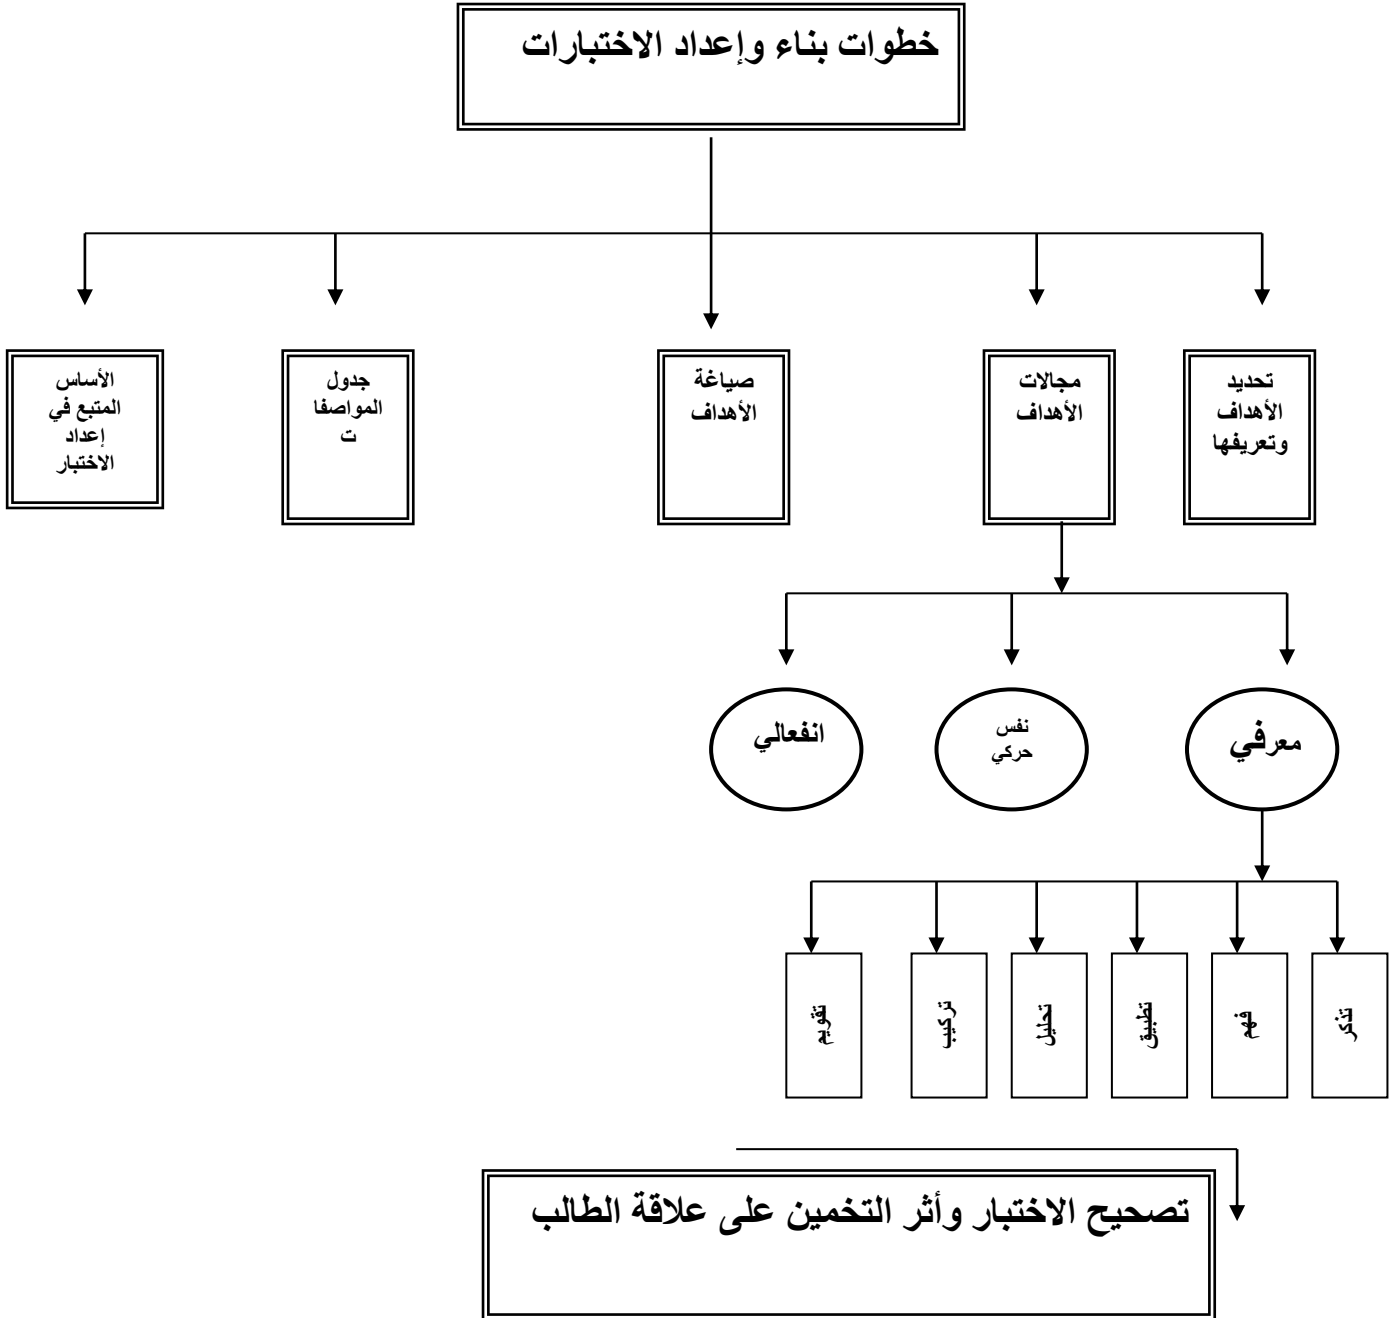 خطوات بناء وإعداد الاختبارات
تحديد
الأهداف
وتعريفها
مجالات
الأهداف
صياغة
الأهداف
جدول
المواصفا
ت
الأساس
المتبع في
إعداد
الاختبار
معرفي
نفس
حركي
انفعالي
تذكر
فهم
تطبيق
تحليل
تركيب
تقويم
تصحيح الاختبار وأثر التخمين على علاقة الطالب